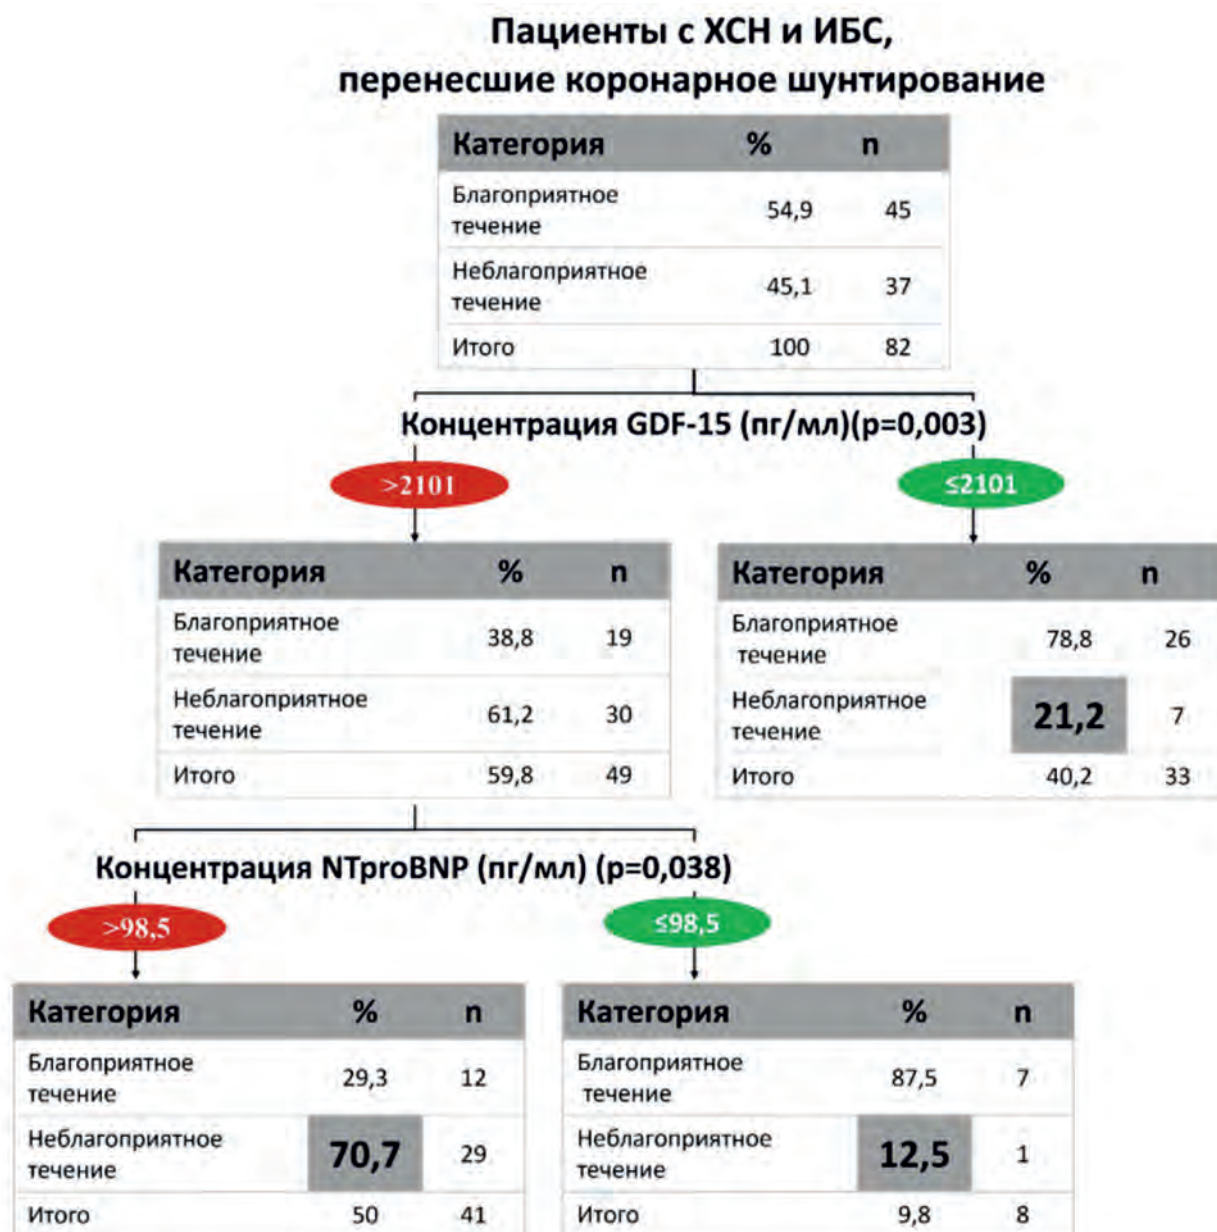 Пациенты с ХСН и ИБС,
перенесшие коронарное шунтирование
Категория % n
Благоприятное
течение 54,9 45
Неблагоприятное
течение 45,1 37
Итого 100 82
Концентрация GDF-15 (пг/мл)(p=0,003)
>2101
≤2101
Категория % n
Благоприятное
течение 38,8 19
Неблагоприятное
течение 61,2 30
Итого 59,8 49
Категория % n
Благоприятное
течение 78,8 26
Неблагоприятное
течение 21,2 7
Итого 40,2 33
Концентрация NTproBNP (пг/мл) (p=0,038)
>98,5
≤98,5
Категория % n
Благоприятное
течение 29,3 12
Неблагоприятное
течение 70,7 29
Итого 50 41
Категория % n
Благоприятное
течение 87,5 7
Неблагоприятное
течение 12,5 1
Итого 9,8 8